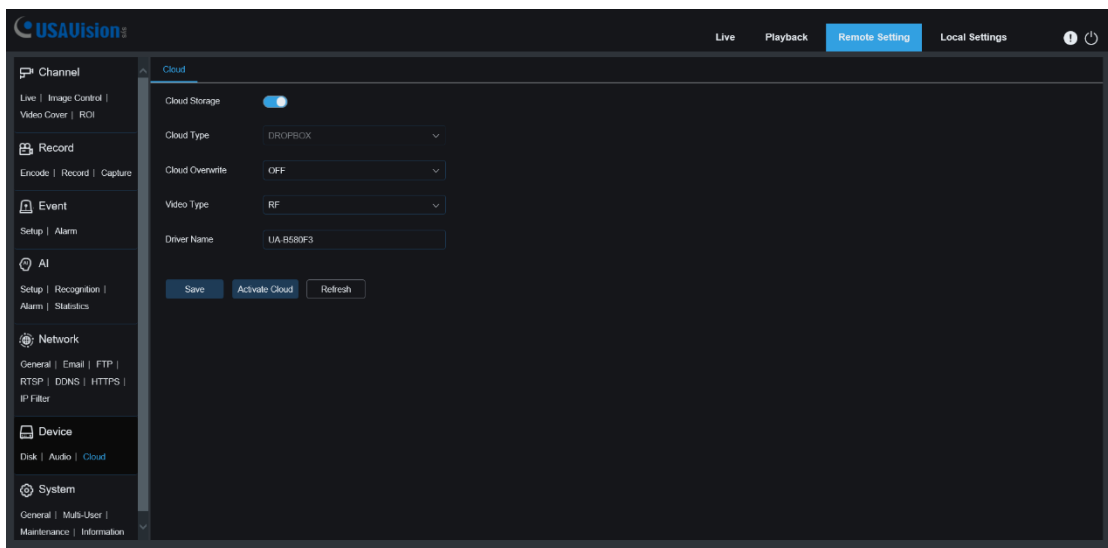 USAVision sis
Live Playback Remote Setting Local Settings
Channel
Live | Image Control |
Video Cover | ROI
Record
Encode | Record | Capture
Event
Setup | Alarm
AI
Setup | Recognition |
Alarm | Statistics
Network
General | Email | FTP |
RTSP | DDNS | HTTPS |
IP Filter
Device
Disk | Audio | Cloud
System
General | Multi-User |
Maintenance | Information
Cloud
Cloud Storage
Cloud Type DROPBOX
Cloud Overwrite OFF
Video Type RF
Driver Name UA-B580F3
Save Activate Cloud Refresh